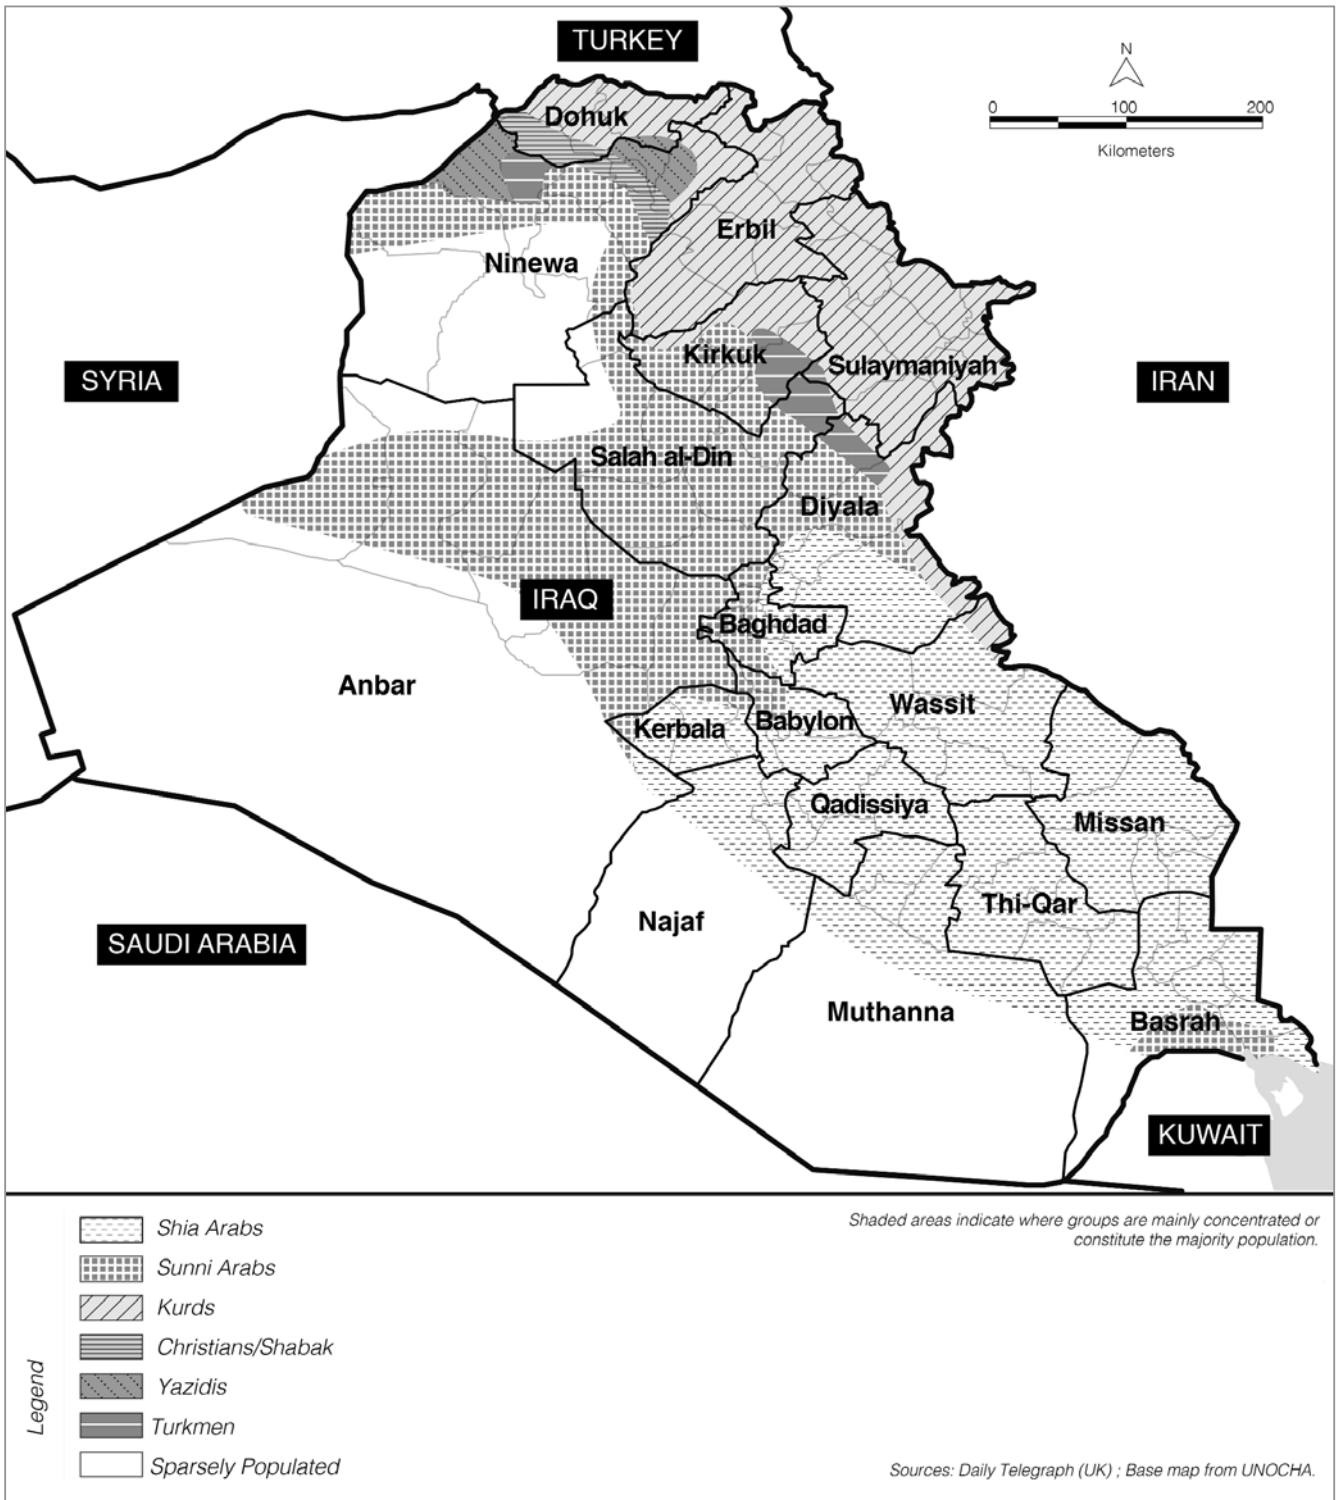 TURKEY
N
0 100 200
Kilometers
Dohuk
Erbil
Ninewa
Kirkuk
Sulaymaniyah
SYRIA
IRAN
Salah al-Din
Diyala
IRAQ
Baghdad
Anbar
Wassit
Kerbala
Babylon
Qadissiya
Missan
Najaf
Thi-Qar
SAUDI ARABIA
Muthanna
Basrah
KUWAIT
Legend
Shia Arabs
Sunni Arabs
Kurds
Christians/Shabak
Yazidis
Turkmen
Sparsely Populated
Shaded areas indicate where groups are mainly concentrated or
constitute the majority population.
Sources: Daily Telegraph (UK) ; Base map from UNOCHA.